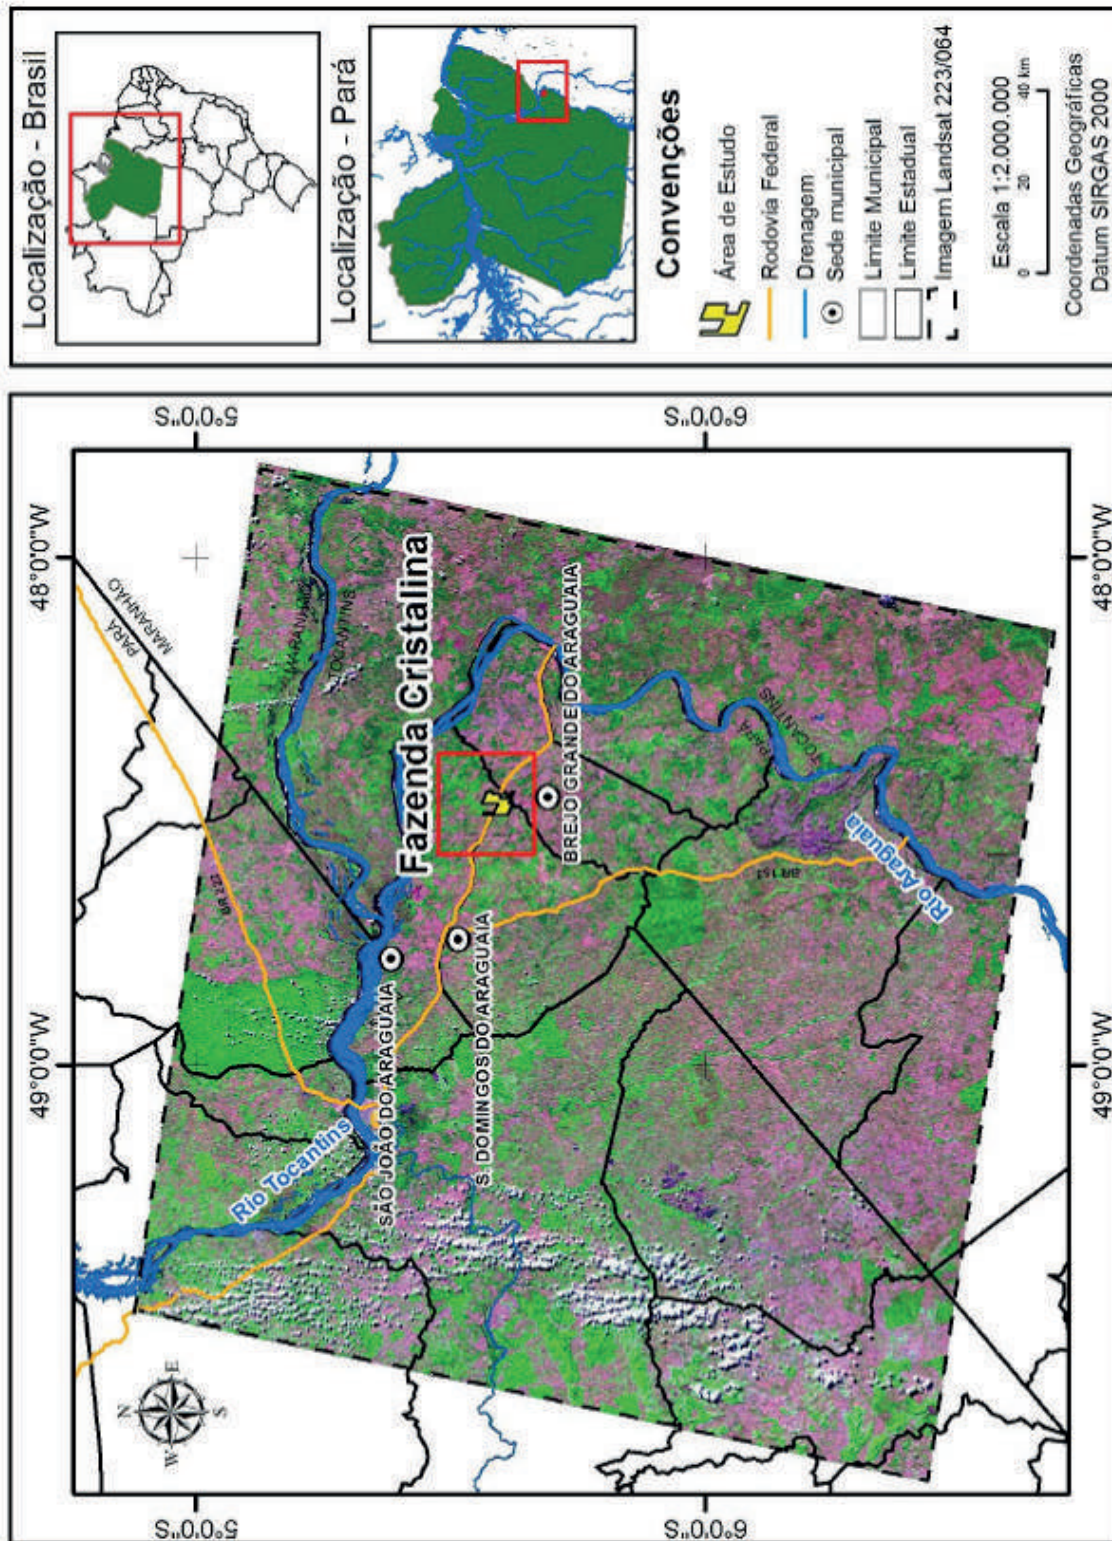 48°0'0"W
49°0'0"W
5°0'0"S
6°0'0"S
N
E
S
W
BR 222
PARÁ
MARANHÃO
MARANHÃO
TOCANTINS
Rio Tocantins
SÃO JOÃO DO ARAGUAIA
Fazenda Cristalina
S. DOMINGOS DO ARAGUAIA
BREJO GRANDE DO ARAGUAIA
PARÁ
TOCANTINS
Rio Araguaia
5°0'0"S
6°0'0"S
49°0'0"W
48°0'0"W
Localização - Brasil
Localização - Pará
Convenções
Área de Estudo
Rodovia Federal
Drenagem
Sede municipal
Limite Municipal
Limite Estadual
Imagem Landsat 223/064
Escala 1:2.000.000
0 20 40 km
Coordenadas Geográficas
Datum SIRGAS 2000